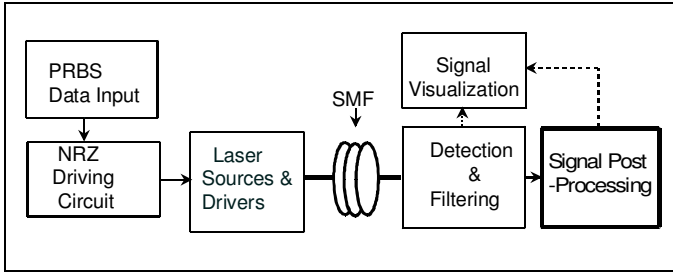 PRBS
Data Input
NRZ
Driving
Circuit
Laser
Sources &
Drivers
SMF
Signal
Visualization
Detection
&
Filtering
Signal Post
-Processing